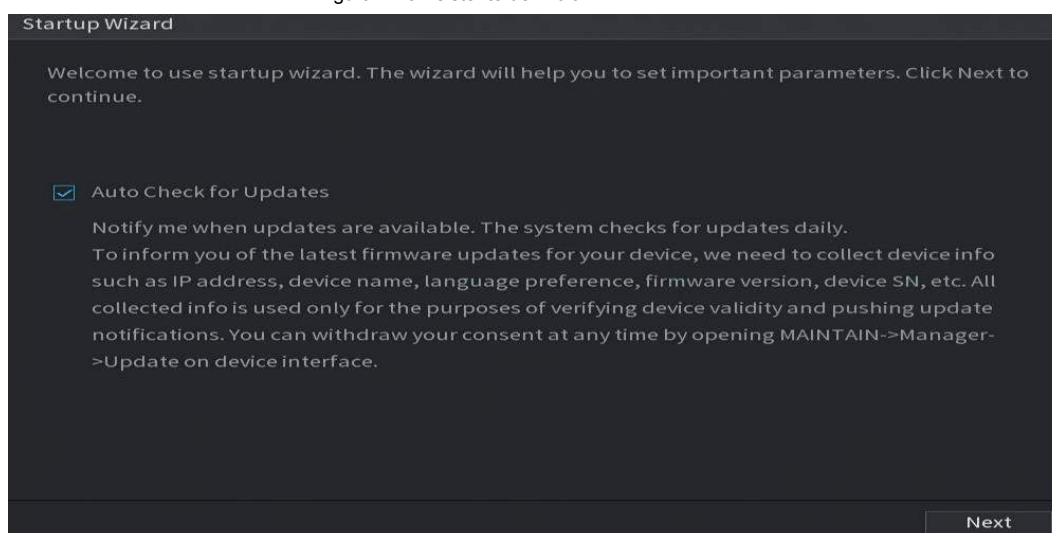 Startup Wizard
Welcome to use startup wizard. The wizard will help you to set important parameters. Click Next to
continue.
Auto Check for Updates
Notify me when updates are available. The system checks for updates daily.
To inform you of the latest firmware updates for your device, we need to collect device info
such as IP address, device name, language preference, firmware version, device SN, etc. All
collected info is used only for the purposes of verifying device validity and pushing update
notifications. You can withdraw your consent at any time by opening MAINTAIN->Manager-
>Update on device interface.
Next